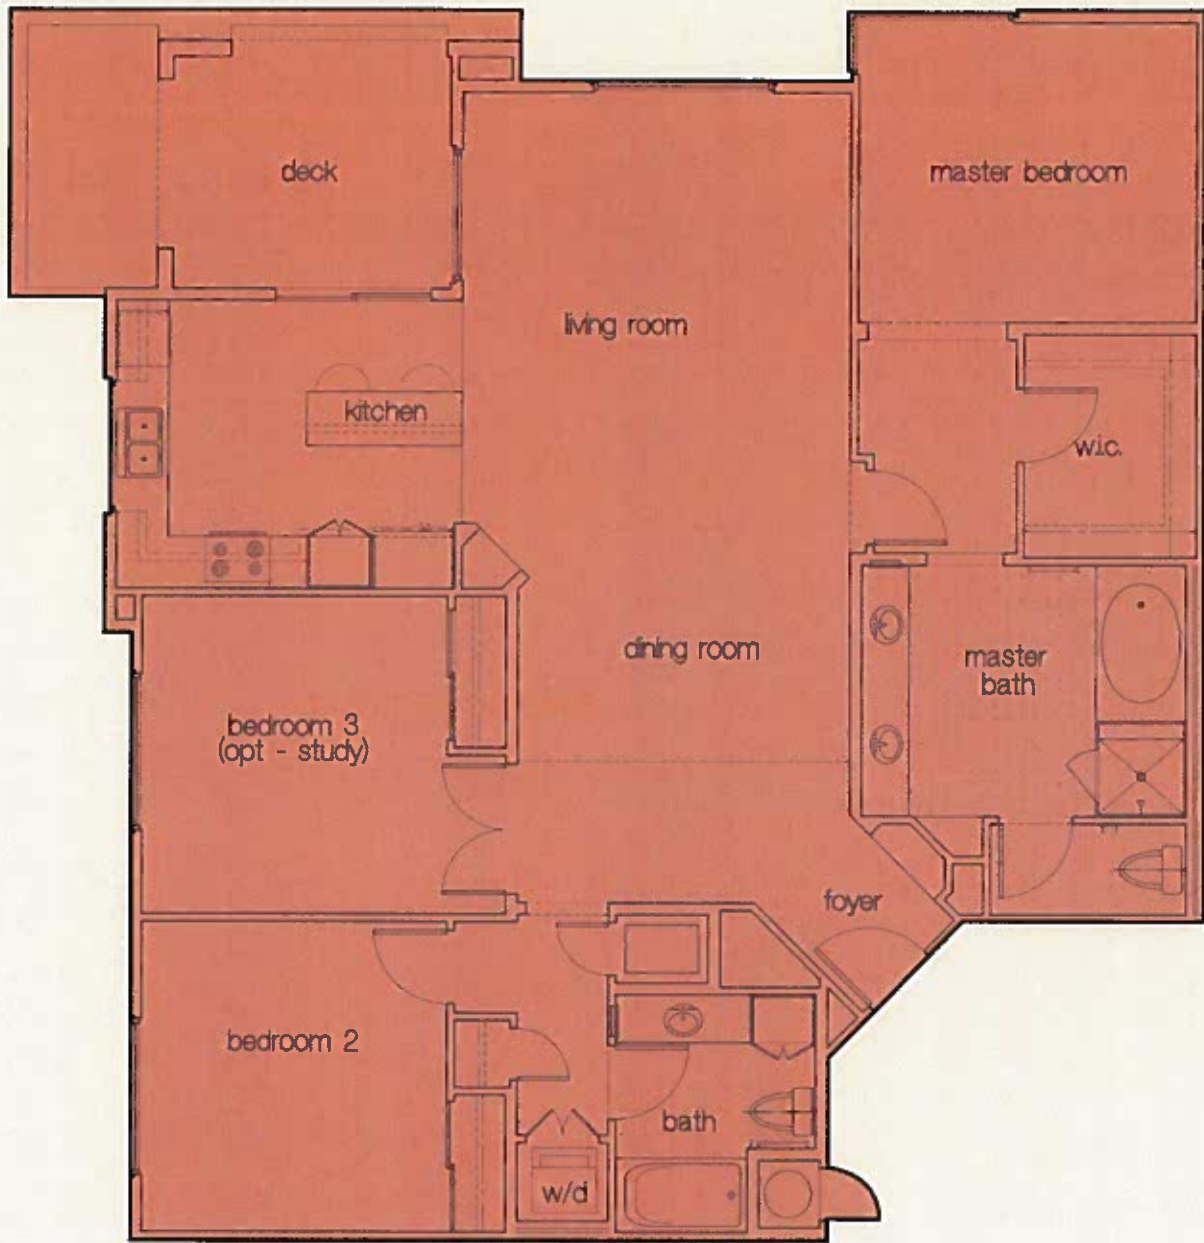 deck
master bedroom
living room
kitchen
w.i.c.
dining room
master
bath
bedroom 3
(opt - study)
foyer
bedroom 2
bath
w/d